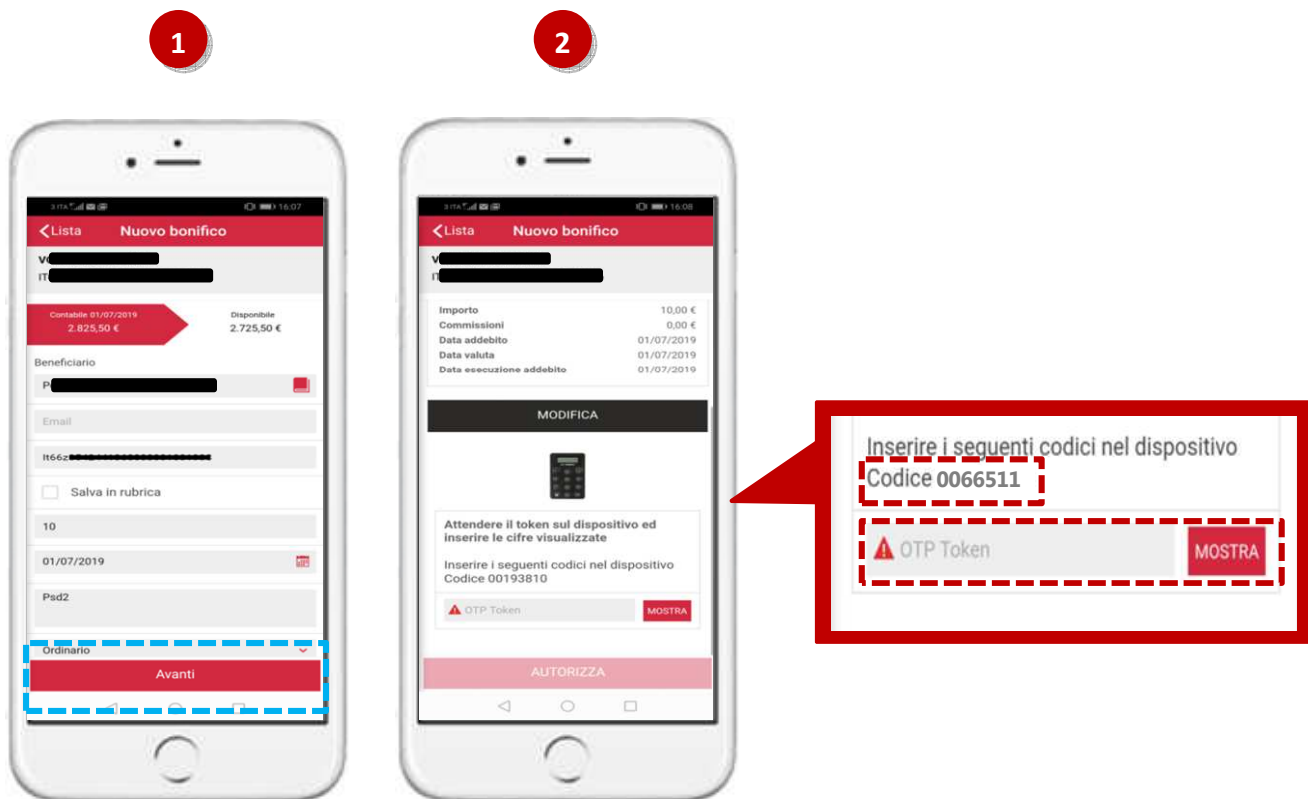 1
2
3 ITA 16:07
Lista Nuovo bonifico
IT
Contabile 01/07/2019
2.825,50 €
Disponibile
2.725,50 €
Beneficiario
P
Email
It66z
Salva in rubrica
10
01/07/2019
Psd2
Ordinario
Avanti
3 ITA 16:08
Lista Nuovo bonifico
Importo 10,00 €
Commissioni 0,00 €
Data addebito 01/07/2019
Data valuta 01/07/2019
Data esecuzione addebito 01/07/2019
MODIFICA
Attendere il token sul dispositivo ed
inserire le cifre visualizzate
Inserire i seguenti codici nel dispositivo
Codice 00193810
OTP Token MOSTRA
AUTORIZZA
Inserire i seguenti codici nel dispositivo
Codice 0066511
OTP Token MOSTRA